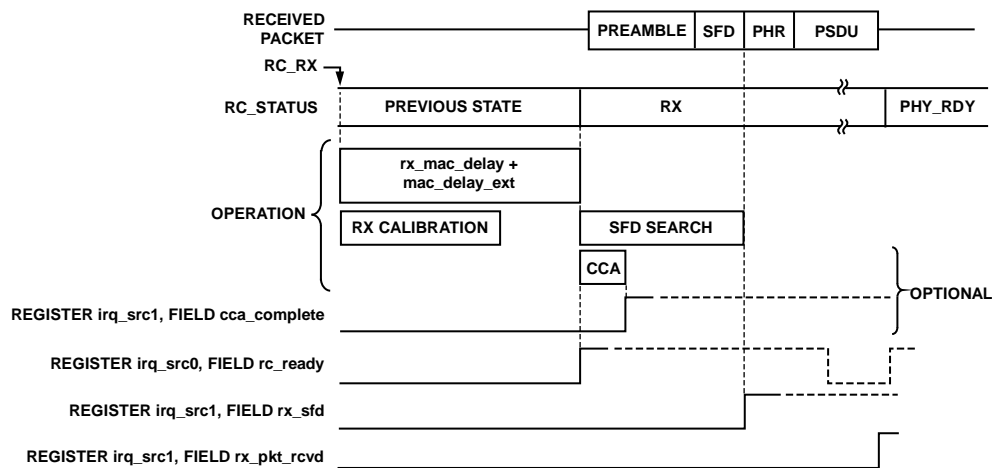 RECEIVED
PACKET
PREAMBLE SFD PHR PSDU
RC_RX
RC_STATUS PREVIOUS STATE RX PHY_RDY
rx_mac_delay +
mac_delay_ext
OPERATION
RX CALIBRATION SFD SEARCH
CCA
OPTIONAL
REGISTER irq_src1, FIELD cca_complete
REGISTER irq_src0, FIELD rc_ready
REGISTER irq_src1, FIELD rx_sfd
REGISTER irq_src1, FIELD rx_pkt_rcvd